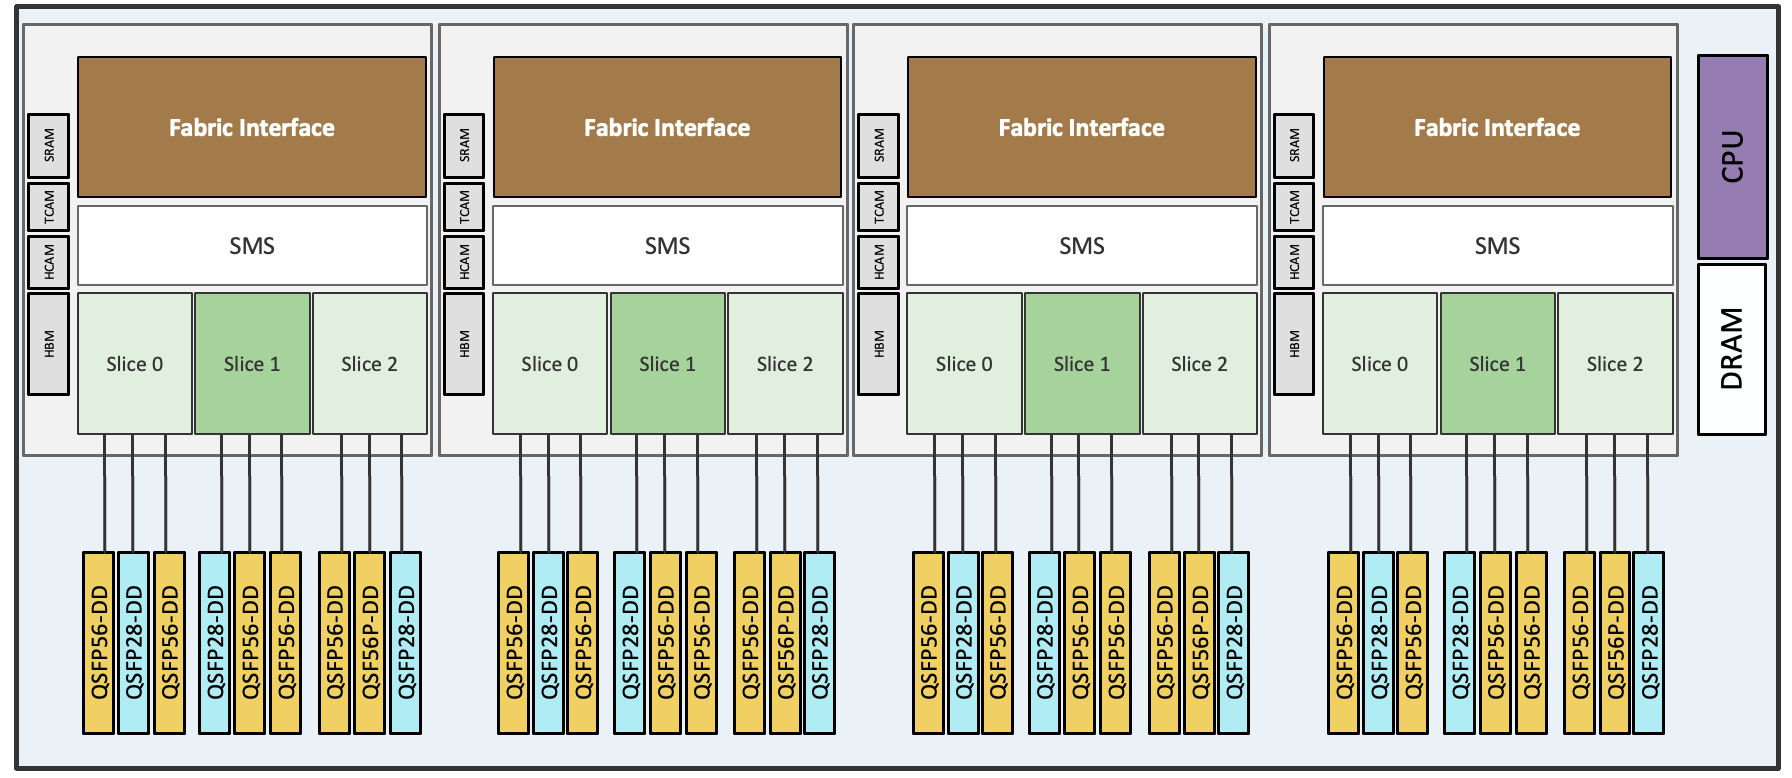 Fabric Interface
SRAM
TCAM
HCAM
HBM
SMS
Slice 0
Slice 1
Slice 2
QSFP56-DD
QSFP28-DD
QSFP56-DD
QSFP28-DD
QSFP56-DD
QSFP56-DD
QSFP56-DD
QSF56P-DD
QSFP28-DD
Fabric Interface
SRAM
TCAM
HCAM
HBM
SMS
Slice 0
Slice 1
Slice 2
QSFP56-DD
QSFP28-DD
QSFP56-DD
QSFP28-DD
QSFP56-DD
QSFP56-DD
QSFP56-DD
QSF56P-DD
QSFP28-DD
Fabric Interface
SRAM
TCAM
HCAM
HBM
SMS
Slice 0
Slice 1
Slice 2
QSFP56-DD
QSFP28-DD
QSFP56-DD
QSFP28-DD
QSFP56-DD
QSFP56-DD
QSFP56-DD
QSF56P-DD
QSFP28-DD
Fabric Interface
SRAM
TCAM
HCAM
HBM
SMS
Slice 0
Slice 1
Slice 2
QSFP56-DD
QSFP28-DD
QSFP56-DD
QSFP28-DD
QSFP56-DD
QSFP56-DD
QSFP56-DD
QSF56P-DD
QSFP28-DD
CPU
DRAM